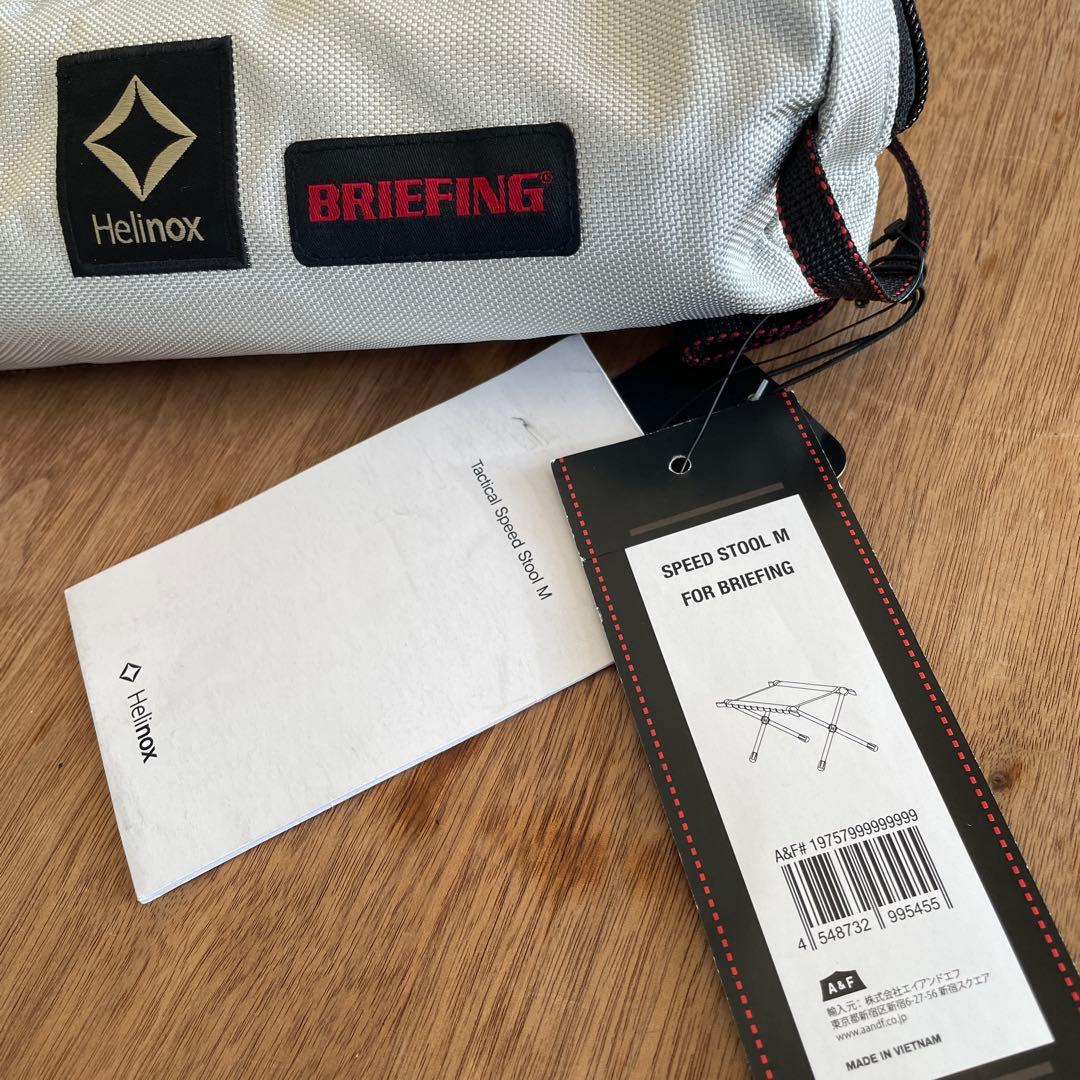 Helinox
BRIEFING®
Tactical Speed Stool M
Helinox
SPEED STOOL M
FOR BRIEFING
A&F# 19757999999999
4 548732 995455
A&F
輸入元：株式会社エイアンドエフ
東京都新宿区新宿6-27-56 新宿スクエア
www.aandf.co.jp
MADE IN VIETNAM